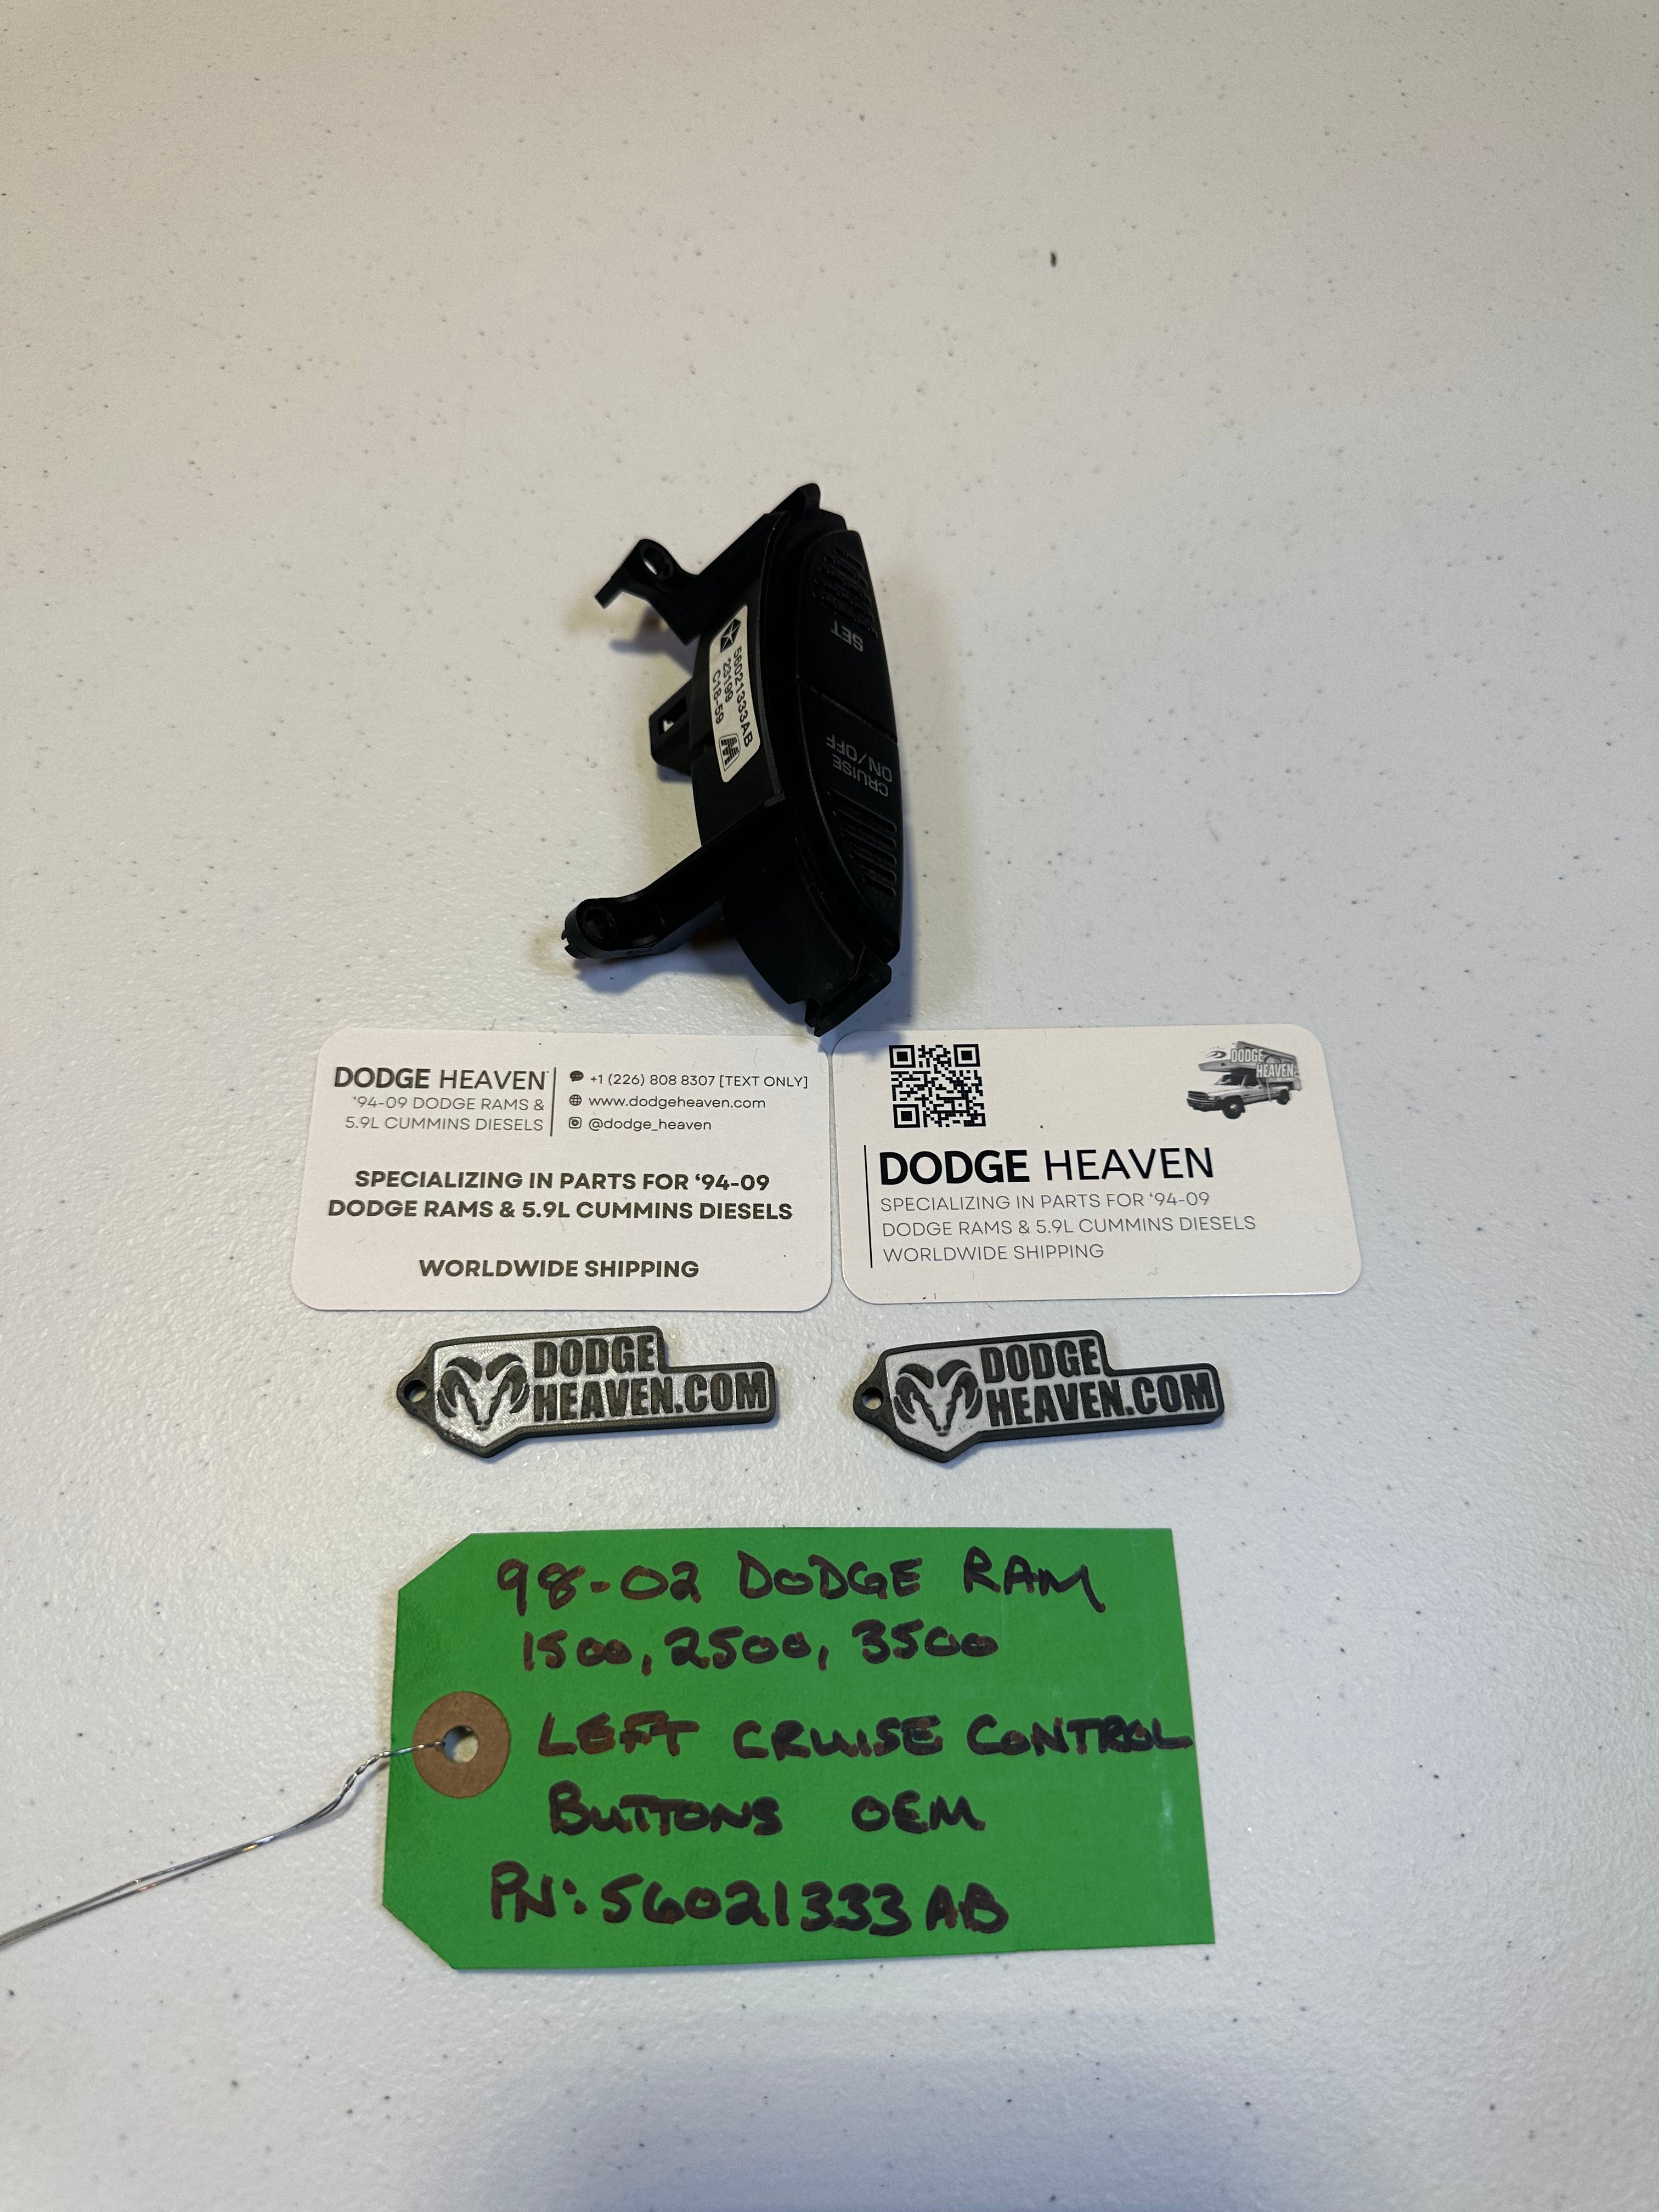 SET
CRUISE
ON/OFF
56021333AB
23199
C18-59
DODGE HEAVEN
'94-09 DODGE RAMS &
5.9L CUMMINS DIESELS
+1 (226) 808 8307 [TEXT ONLY]
www.dodgeheaven.com
@dodge_heaven
SPECIALIZING IN PARTS FOR ‘94-09
DODGE RAMS & 5.9L CUMMINS DIESELS
WORLDWIDE SHIPPING
DODGE
HEAVEN
DODGE HEAVEN
SPECIALIZING IN PARTS FOR ‘94-09
DODGE RAMS & 5.9L CUMMINS DIESELS
WORLDWIDE SHIPPING
DODGE
HEAVEN.COM
DODGE
HEAVEN.COM
98-02 DODGE RAM
1500, 2500, 3500
LEFT CRUISE CONTROL
BUTTONS OEM
PN: 56021333AB